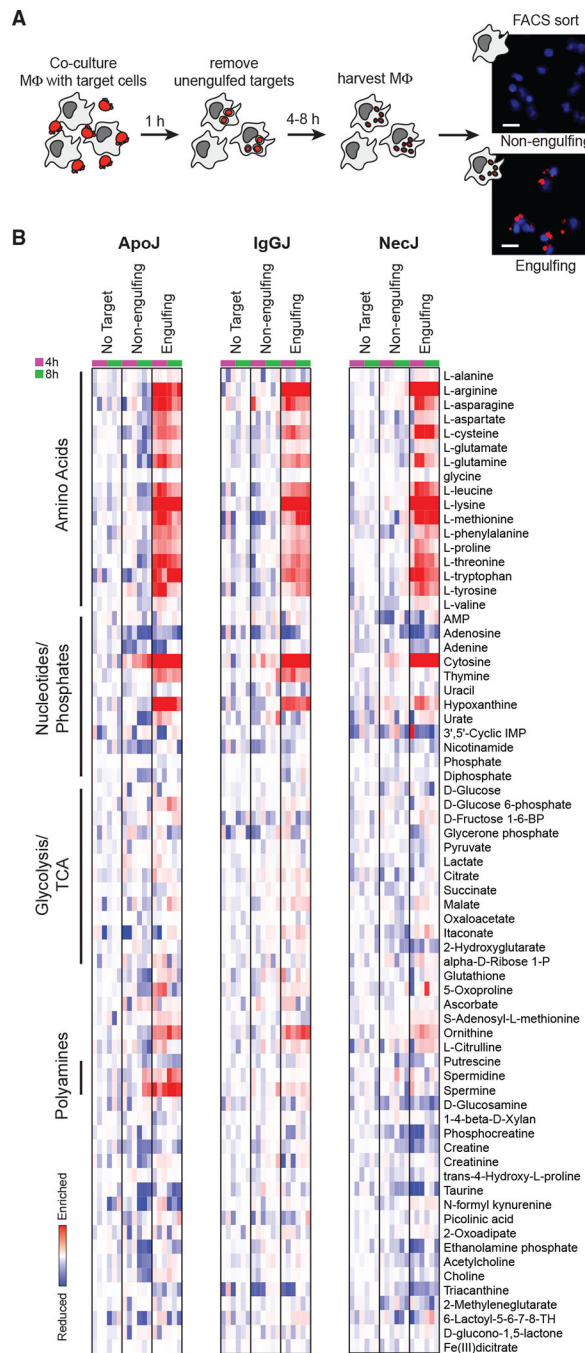 A
FACS sort
Co-culture
MΦ with target cells
remove
unengulfed targets
harvest MΦ
1 h
4-8 h
Non-engulfing
Engulfing
B
ApoJ
IgGJ
NecJ
No Target
Non-engulfing
Engulfing
No Target
Non-engulfing
Engulfing
No Target
Non-engulfing
Engulfing
4h
8h
Amino Acids
L-alanine
L-arginine
L-asparagine
L-aspartate
L-cysteine
L-glutamate
L-glutamine
glycine
L-leucine
L-lysine
L-methionine
L-phenylalanine
L-proline
L-threonine
L-tryptophan
L-tyrosine
L-valine
Nucleotides/
Phosphates
AMP
Adenosine
Adenine
Cytosine
Thymine
Uracil
Hypoxanthine
Urate
3',5'-Cyclic IMP
Nicotinamide
Phosphate
Diphosphate
Glycolysis/
TCA
D-Glucose
D-Glucose 6-phosphate
D-Fructose 1-6-BP
Glycerone phosphate
Pyruvate
Lactate
Citrate
Succinate
Malate
Oxaloacetate
Itaconate
2-Hydroxyglutarate
alpha-D-Ribose 1-P
Glutathione
5-Oxoproline
Ascorbate
S-Adenosyl-L-methionine
Ornithine
L-Citrulline
Polyamines
Putrescine
Spermidine
Spermine
D-Glucosamine
1-4-beta-D-Xylan
Phosphocreatine
Creatine
Creatinine
trans-4-Hydroxy-L-proline
Taurine
N-formyl kynurenine
Picolinic acid
2-Oxoadipate
Ethanolamine phosphate
Acetylcholine
Choline
Triacanthine
2-Methyleneglutarate
6-Lactoyl-5-6-7-8-TH
D-glucono-1,5-lactone
Fe(III)dicitrate
Enriched
Reduced